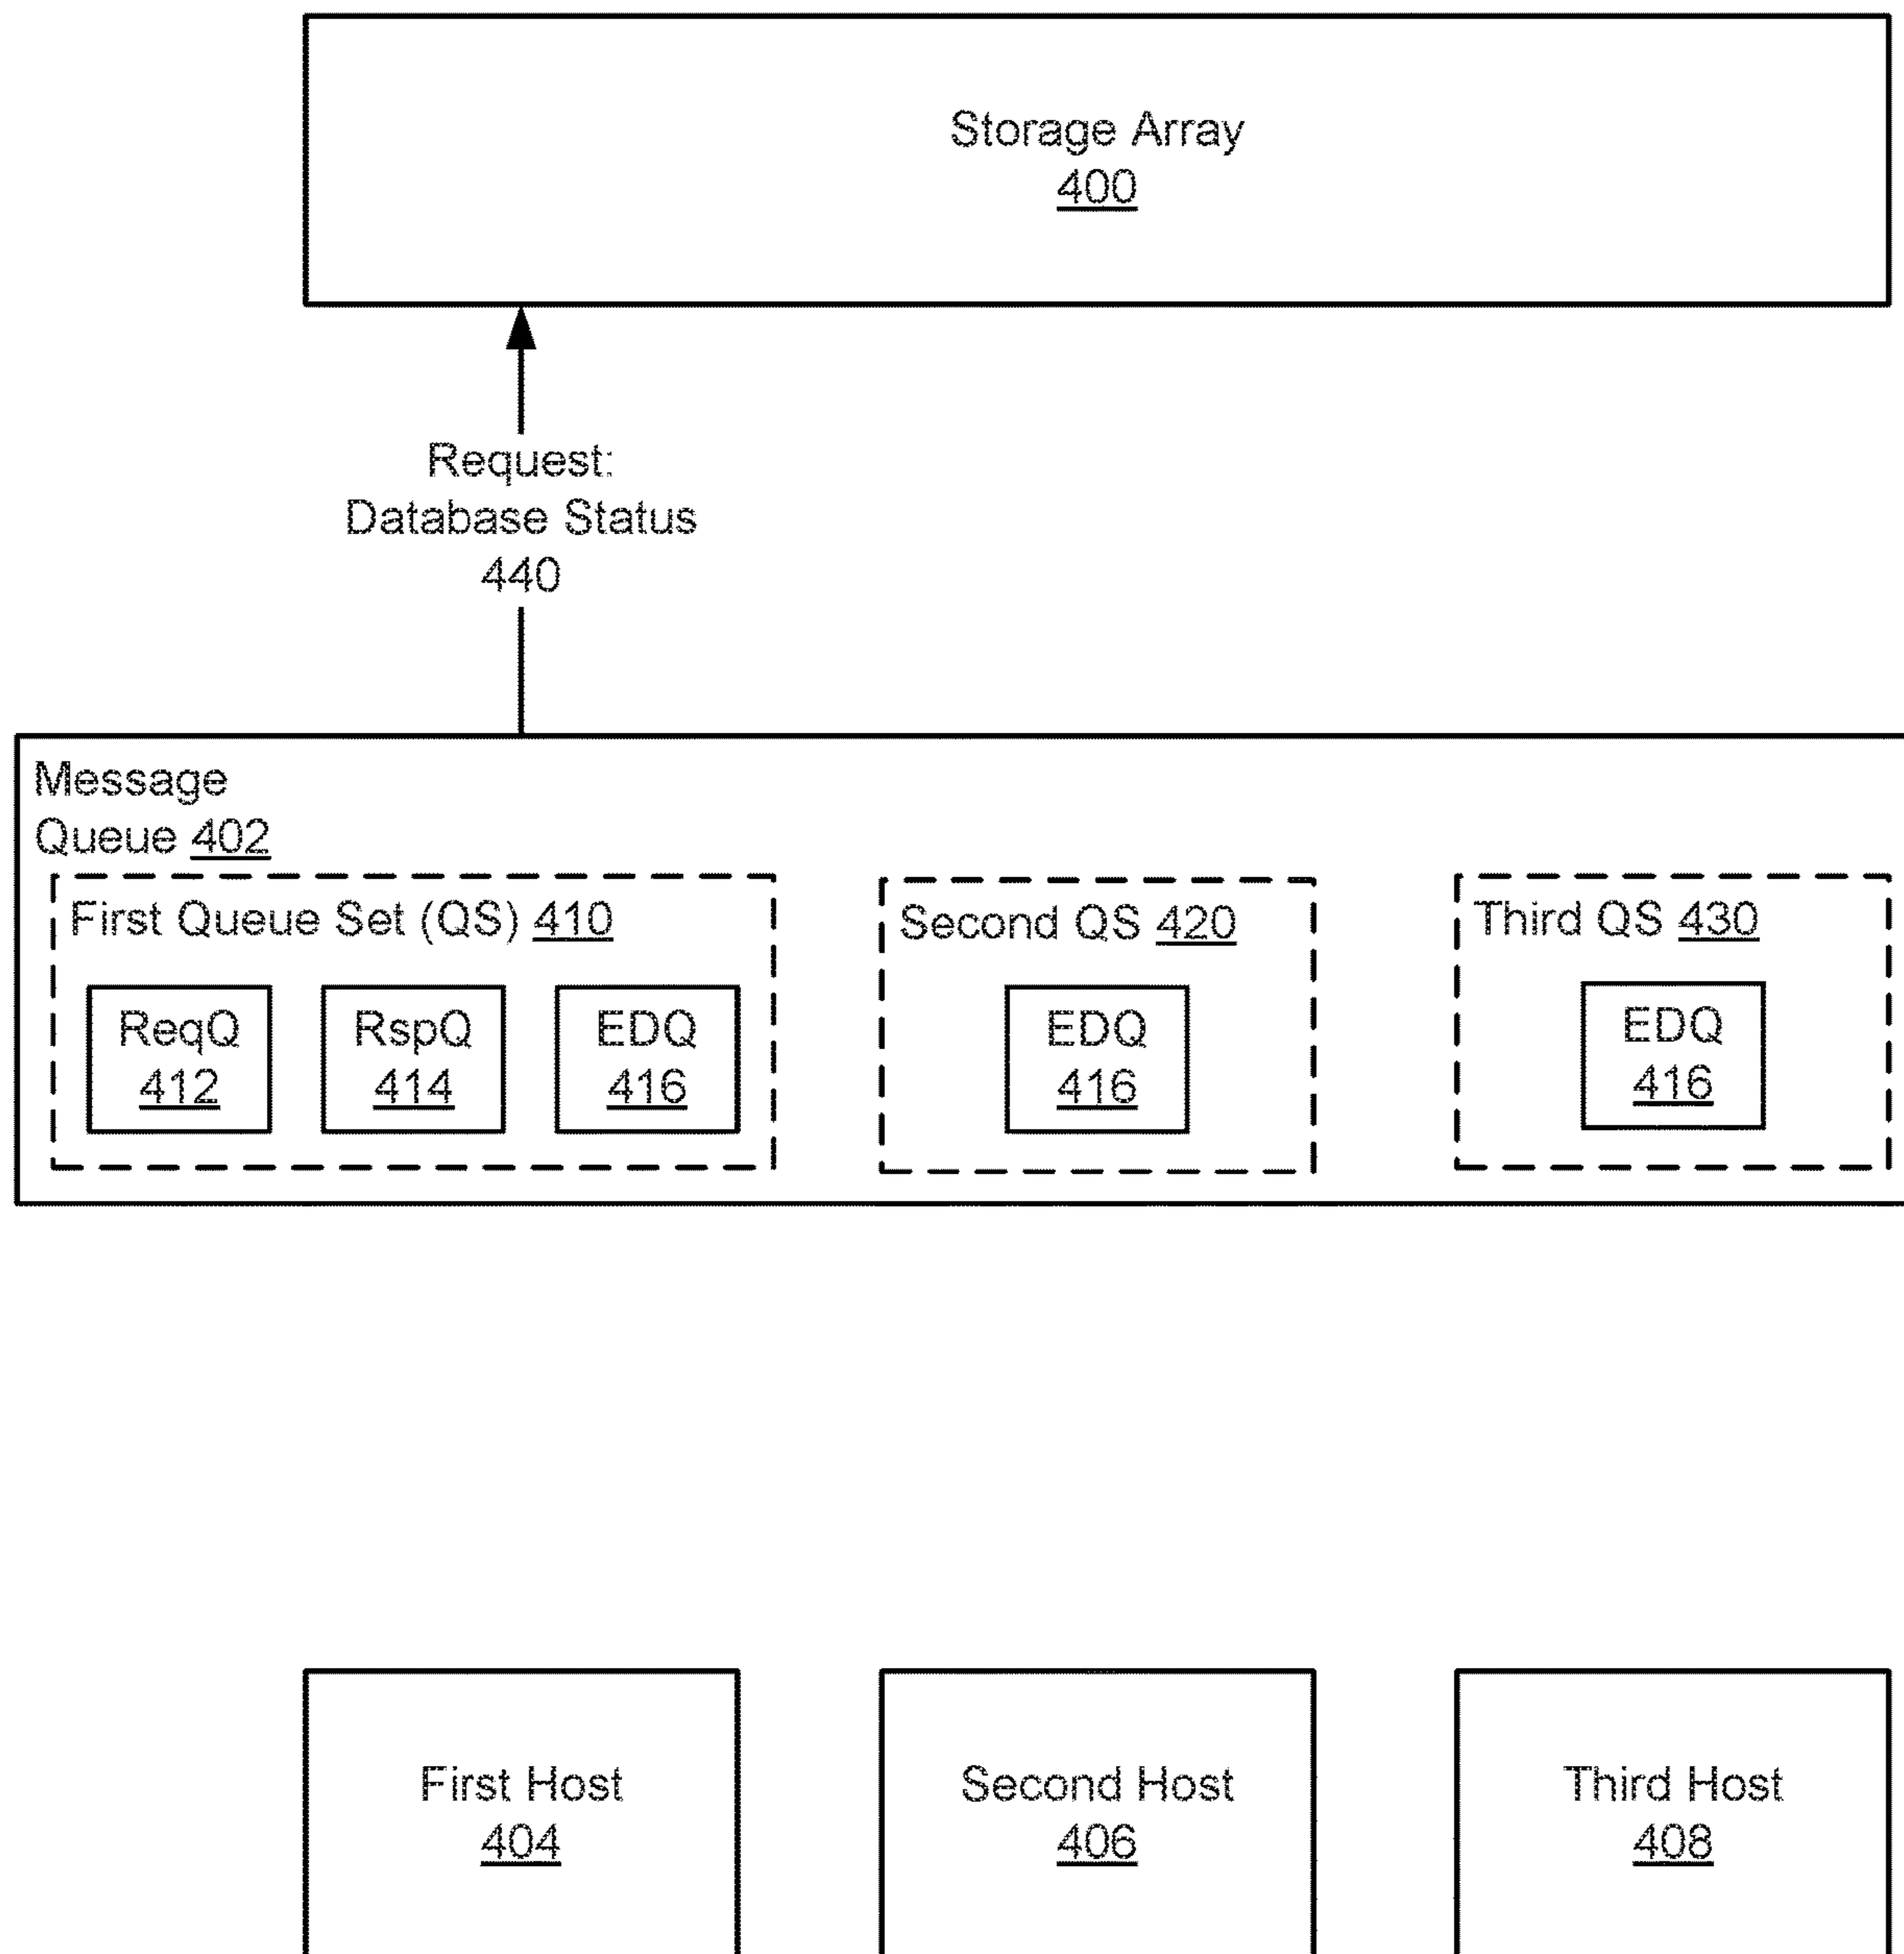 Storage Array
400
Request:
Database Status
440
Message
Queue 402
First Queue Set (QS) 410
ReqQ
412
RspQ
414
EDQ
416
Second QS 420
EDQ
416
Third QS 430
EDQ
416
First Host
404
Second Host
406
Third Host
408